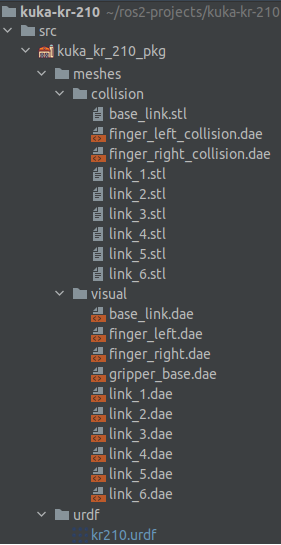 kuka-kr-210 ~/ros2-projects/kuka-kr-210
src
kuka_kr_210_pkg
meshes
collision
base_link.stl
finger_left_collision.dae
finger_right_collision.dae
link_1.stl
link_2.stl
link_3.stl
link_4.stl
link_5.stl
link_6.stl
visual
base_link.dae
finger_left.dae
finger_right.dae
gripper_base.dae
link_1.dae
link_2.dae
link_3.dae
link_4.dae
link_5.dae
link_6.dae
urdf
kr210.urdf